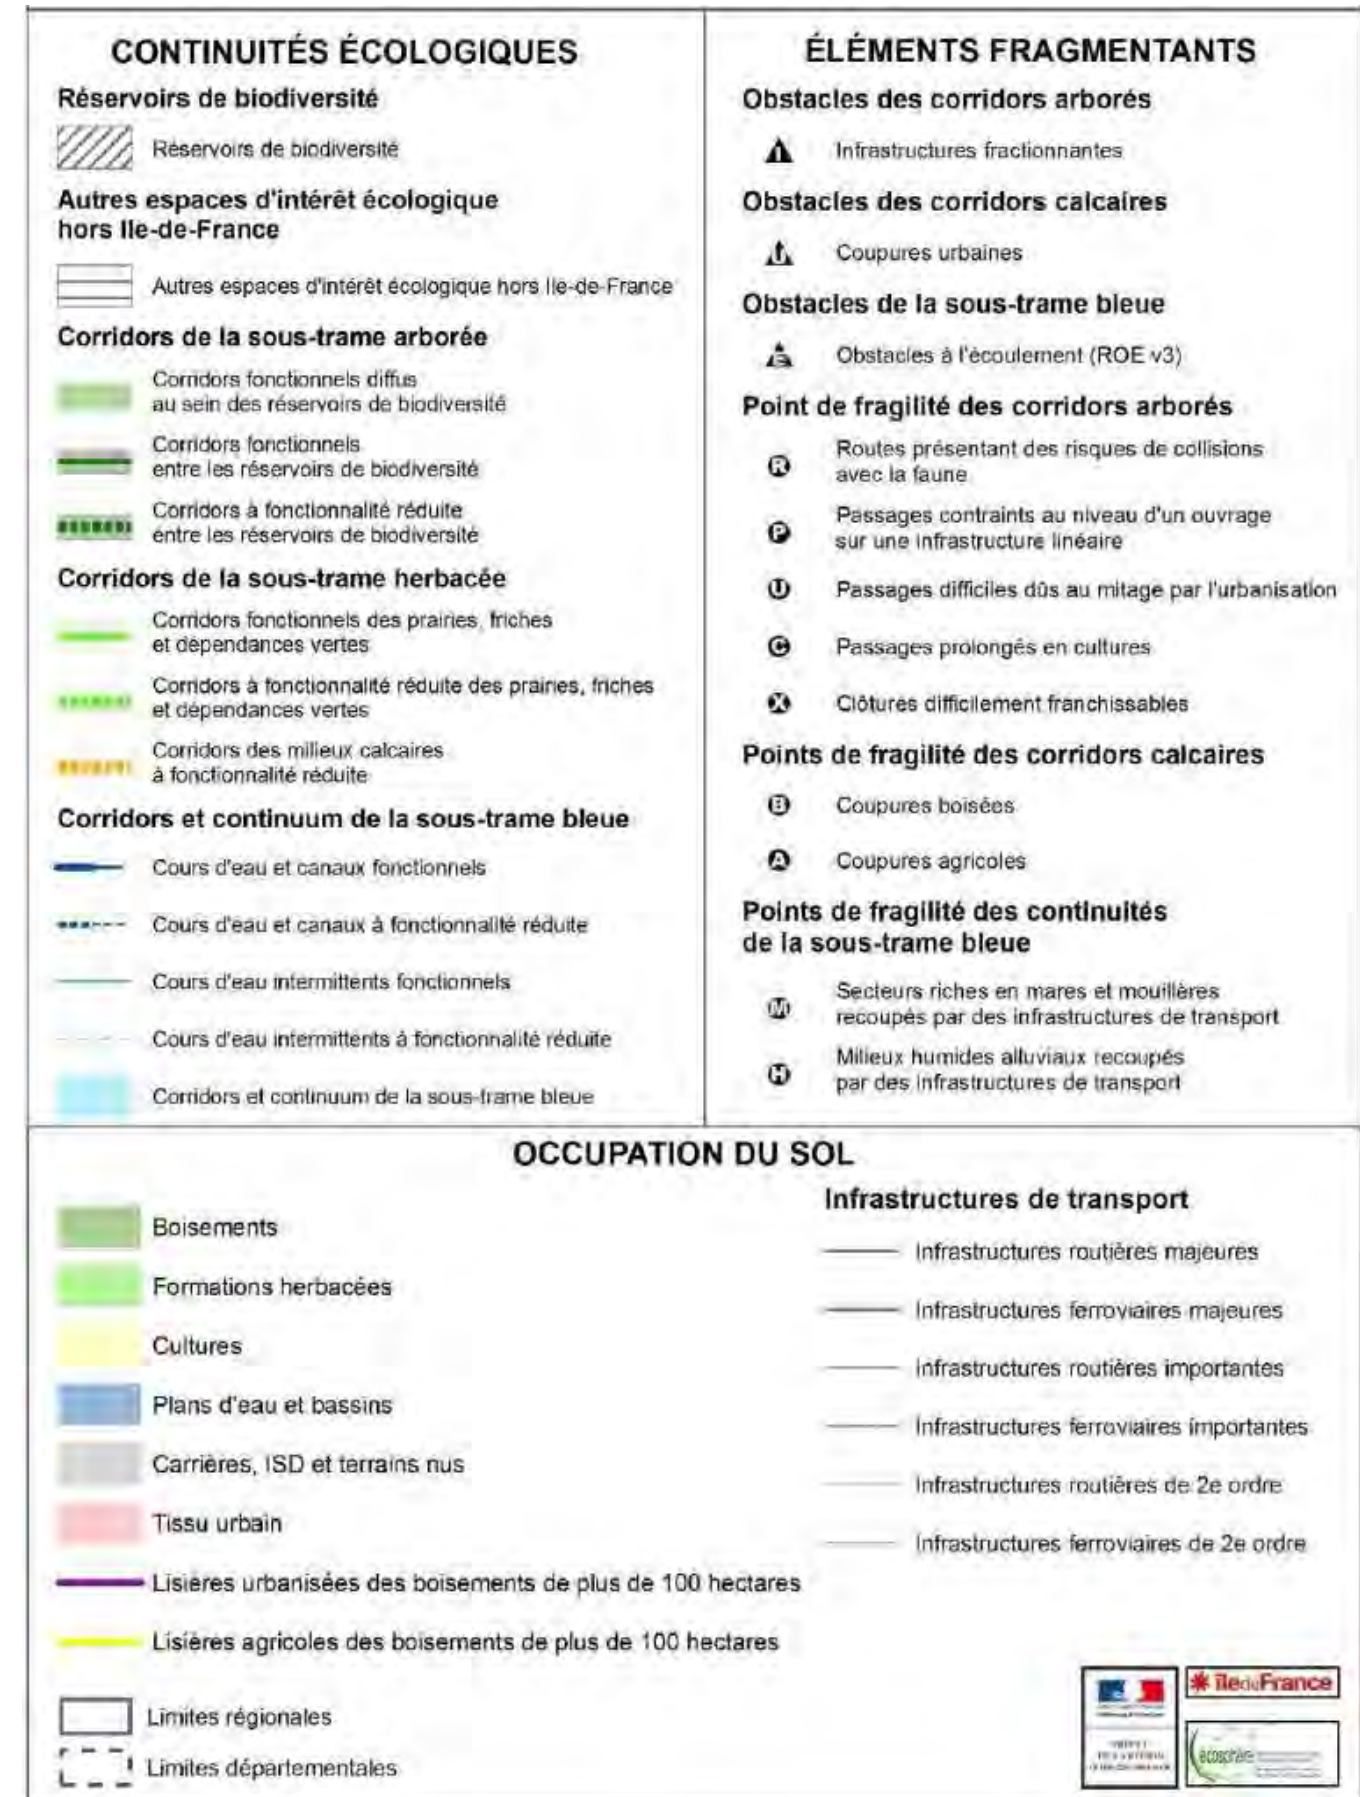 CONTINUITÉS ÉCOLOGIQUES
Réservoirs de biodiversité
Réservoirs de biodiversité
Autres espaces d'intérêt écologique
hors Ile-de-France
Autres espaces d'intérêt écologique hors Ile-de-France
Corridors de la sous-trame arborée
Corridors fonctionnels diffus
au sein des réservoirs de biodiversité
Corridors fonctionnels
entre les réservoirs de biodiversité
Corridors à fonctionnalité réduite
entre les réservoirs de biodiversité
Corridors de la sous-trame herbacée
Corridors fonctionnels des prairies, friches
et dépendances vertes
Corridors à fonctionnalité réduite des prairies, friches
et dépendances vertes
Corridors des milieux calcaires
à fonctionnalité réduite
Corridors et continuum de la sous-trame bleue
Cours d'eau et canaux fonctionnels
Cours d'eau et canaux à fonctionnalité réduite
Cours d'eau intermittents fonctionnels
Cours d'eau intermittents à fonctionnalité réduite
Corridors et continuum de la sous-trame bleue
ÉLÉMENTS FRAGMENTANTS
Obstacles des corridors arborés
Infrastructures fractionnantes
Obstacles des corridors calcaires
Coupures urbaines
Obstacles de la sous-trame bleue
Obstacles à l'écoulement (ROE v3)
Point de fragilité des corridors arborés
R Routes présentant des risques de collisions
avec la faune
P Passages contraints au niveau d'un ouvrage
sur une infrastructure linéaire
U Passages difficiles dûs au mitage par l'urbanisation
C Passages prolongés en cultures
X Clôtures difficilement franchissables
Points de fragilité des corridors calcaires
B Coupures boisées
A Coupures agricoles
Points de fragilité des continuités
de la sous-trame bleue
M Secteurs riches en mares et mouillères
recoupés par des infrastructures de transport
H Milieux humides alluviaux recoupés
par des infrastructures de transport
OCCUPATION DU SOL
Boisements
Formations herbacées
Cultures
Plans d'eau et bassins
Carrières, ISD et terrains nus
Tissu urbain
Lisières urbanisées des boisements de plus de 100 hectares
Lisières agricoles des boisements de plus de 100 hectares
Limites régionales
Limites départementales
Infrastructures de transport
Infrastructures routières majeures
Infrastructures ferroviaires majeures
Infrastructures routières importantes
Infrastructures ferroviaires importantes
Infrastructures routières de 2e ordre
Infrastructures ferroviaires de 2e ordre
îledeFrance
écosphère